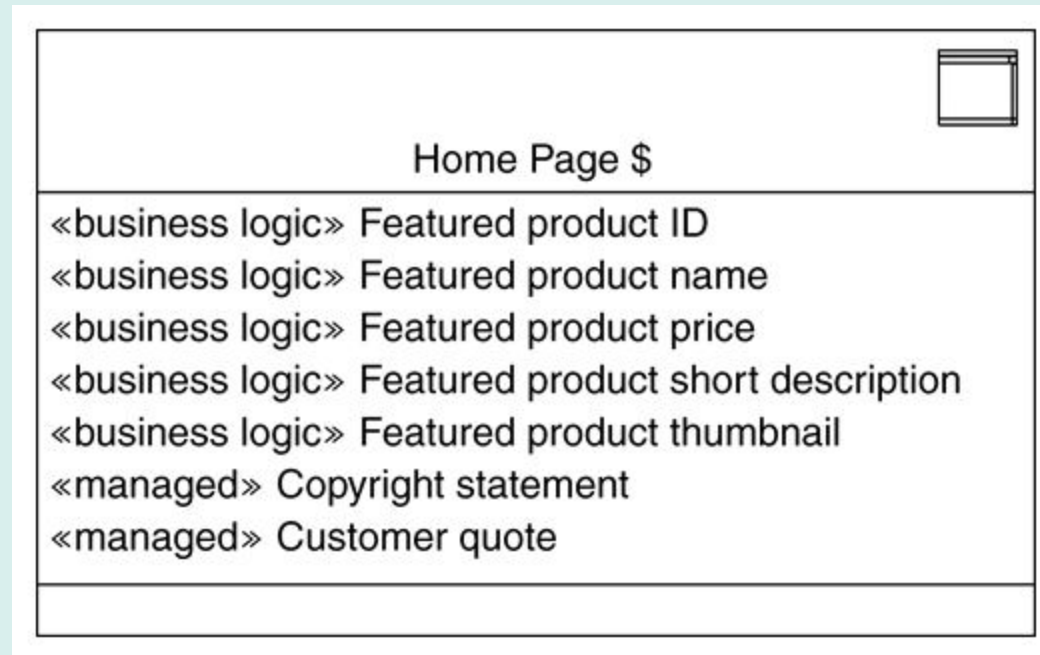 Home Page $
«business logic» Featured product ID
«business logic» Featured product name
«business logic» Featured product price
«business logic» Featured product short description
«business logic» Featured product thumbnail
«managed» Copyright statement
«managed» Customer quote